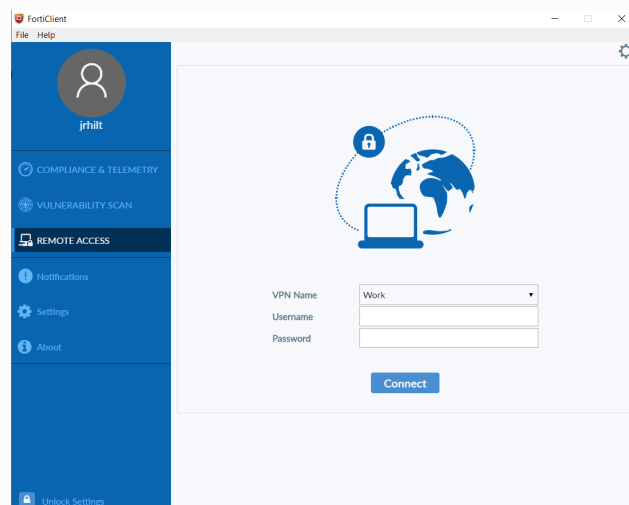 FortiClient
File Help
jrhilt
COMPLIANCE & TELEMETRY
VULNERABILITY SCAN
REMOTE ACCESS
Notifications
Settings
About
VPN Name Work
Username
Password
Connect
Unlock Settings